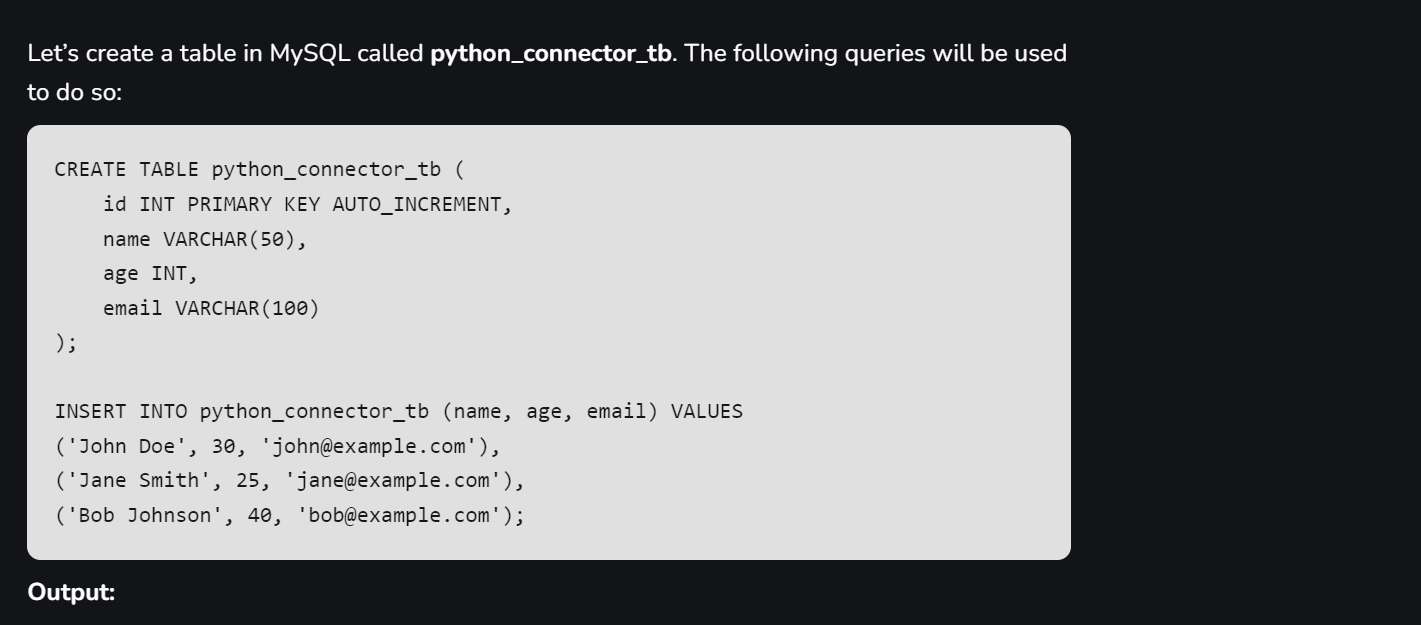 Let’s create a table in MySQL called python_connector_tb. The following queries will be used
to do so:
CREATE TABLE python_connector_tb (
    id INT PRIMARY KEY AUTO_INCREMENT,
    name VARCHAR(50),
    age INT,
    email VARCHAR(100)
);
INSERT INTO python_connector_tb (name, age, email) VALUES
('John Doe', 30, 'john@example.com'),
('Jane Smith', 25, 'jane@example.com'),
('Bob Johnson', 40, 'bob@example.com');
Output: